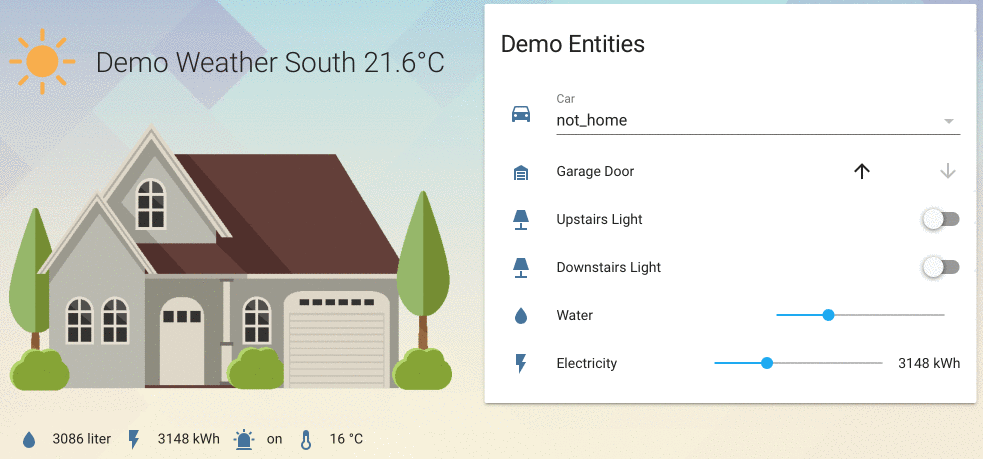 Demo Weather South 21.6°C
Demo Entities
Car
not_home
Garage Door
Upstairs Light
Downstairs Light
Water
Electricity 3148 kWh
3086 liter 3148 kWh on 16 °C